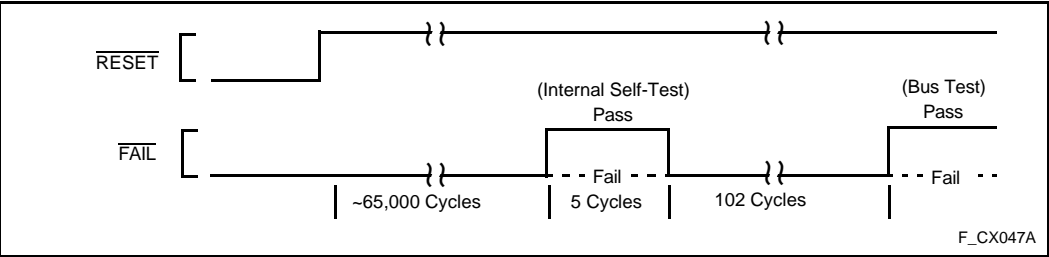 RESET
(Internal Self-Test)
Pass
(Bus Test)
Pass
FAIL
Fail
Fail
~65,000 Cycles
5 Cycles
102 Cycles
F_CX047A